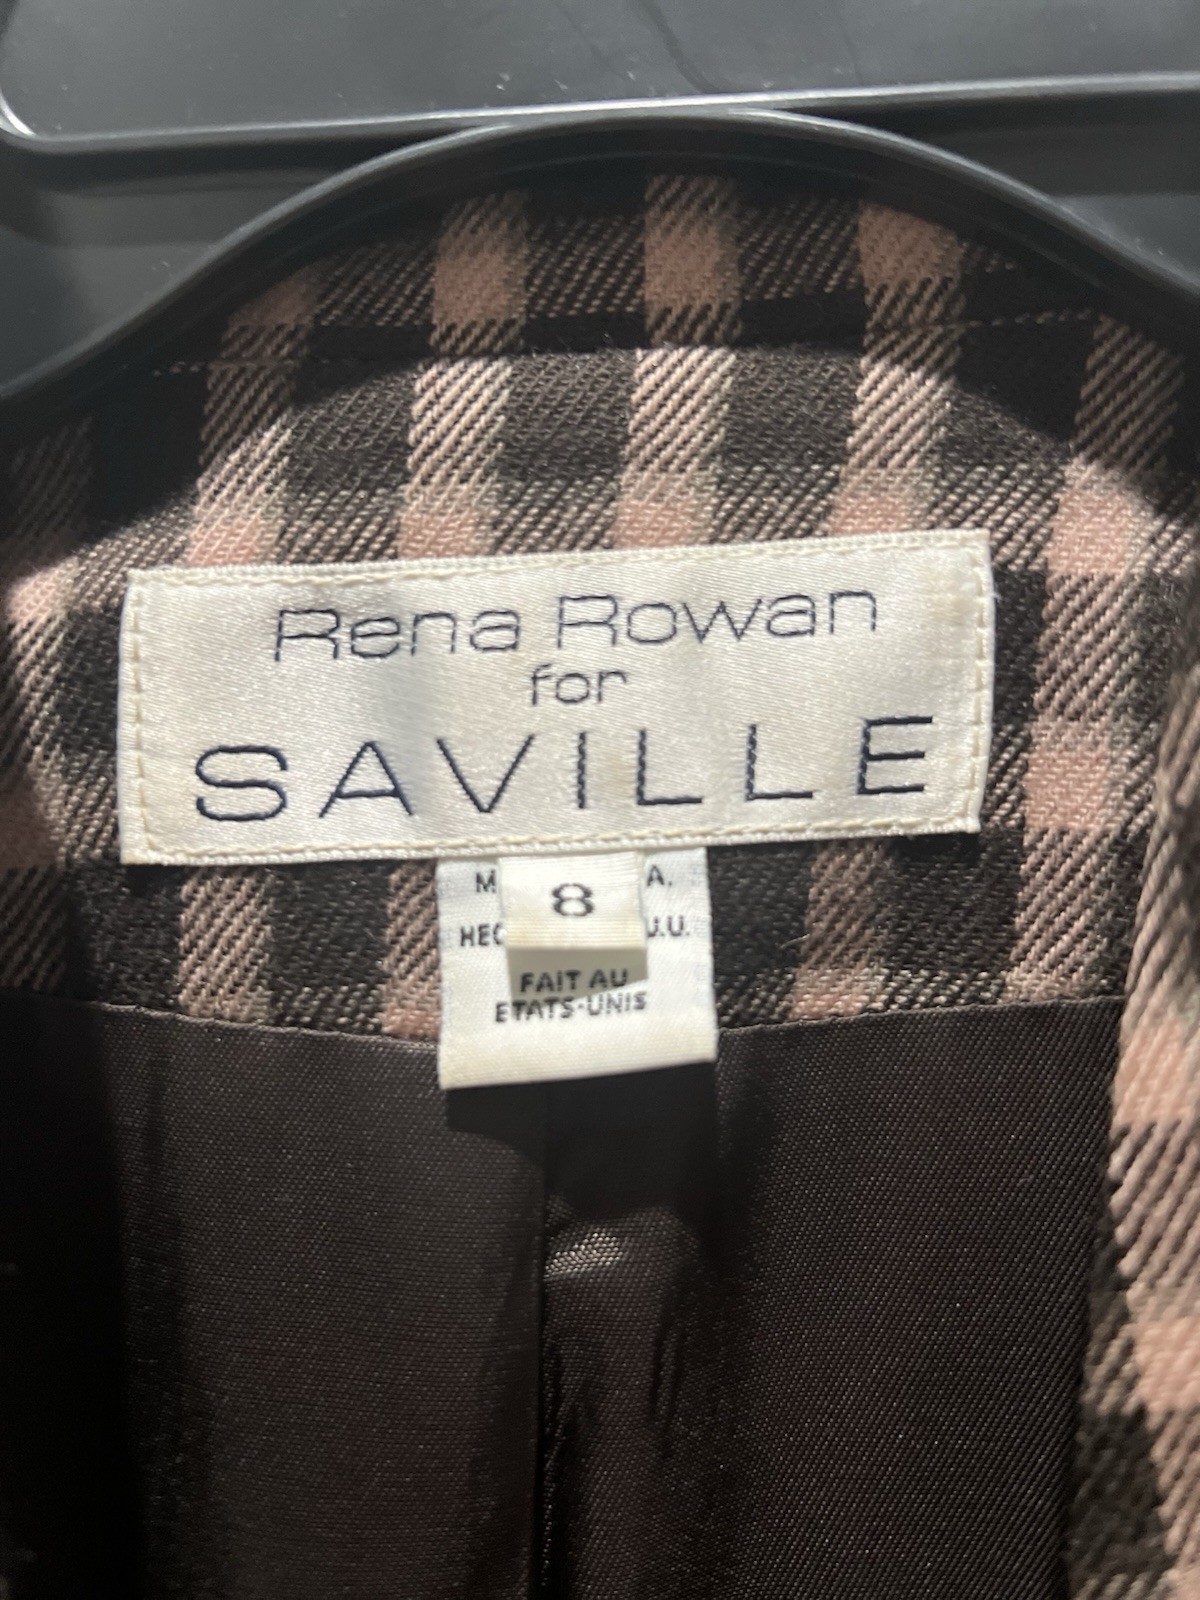 Rena Rowan
for
SAVILLE
8
FAIT AU
ETATS-UNIS